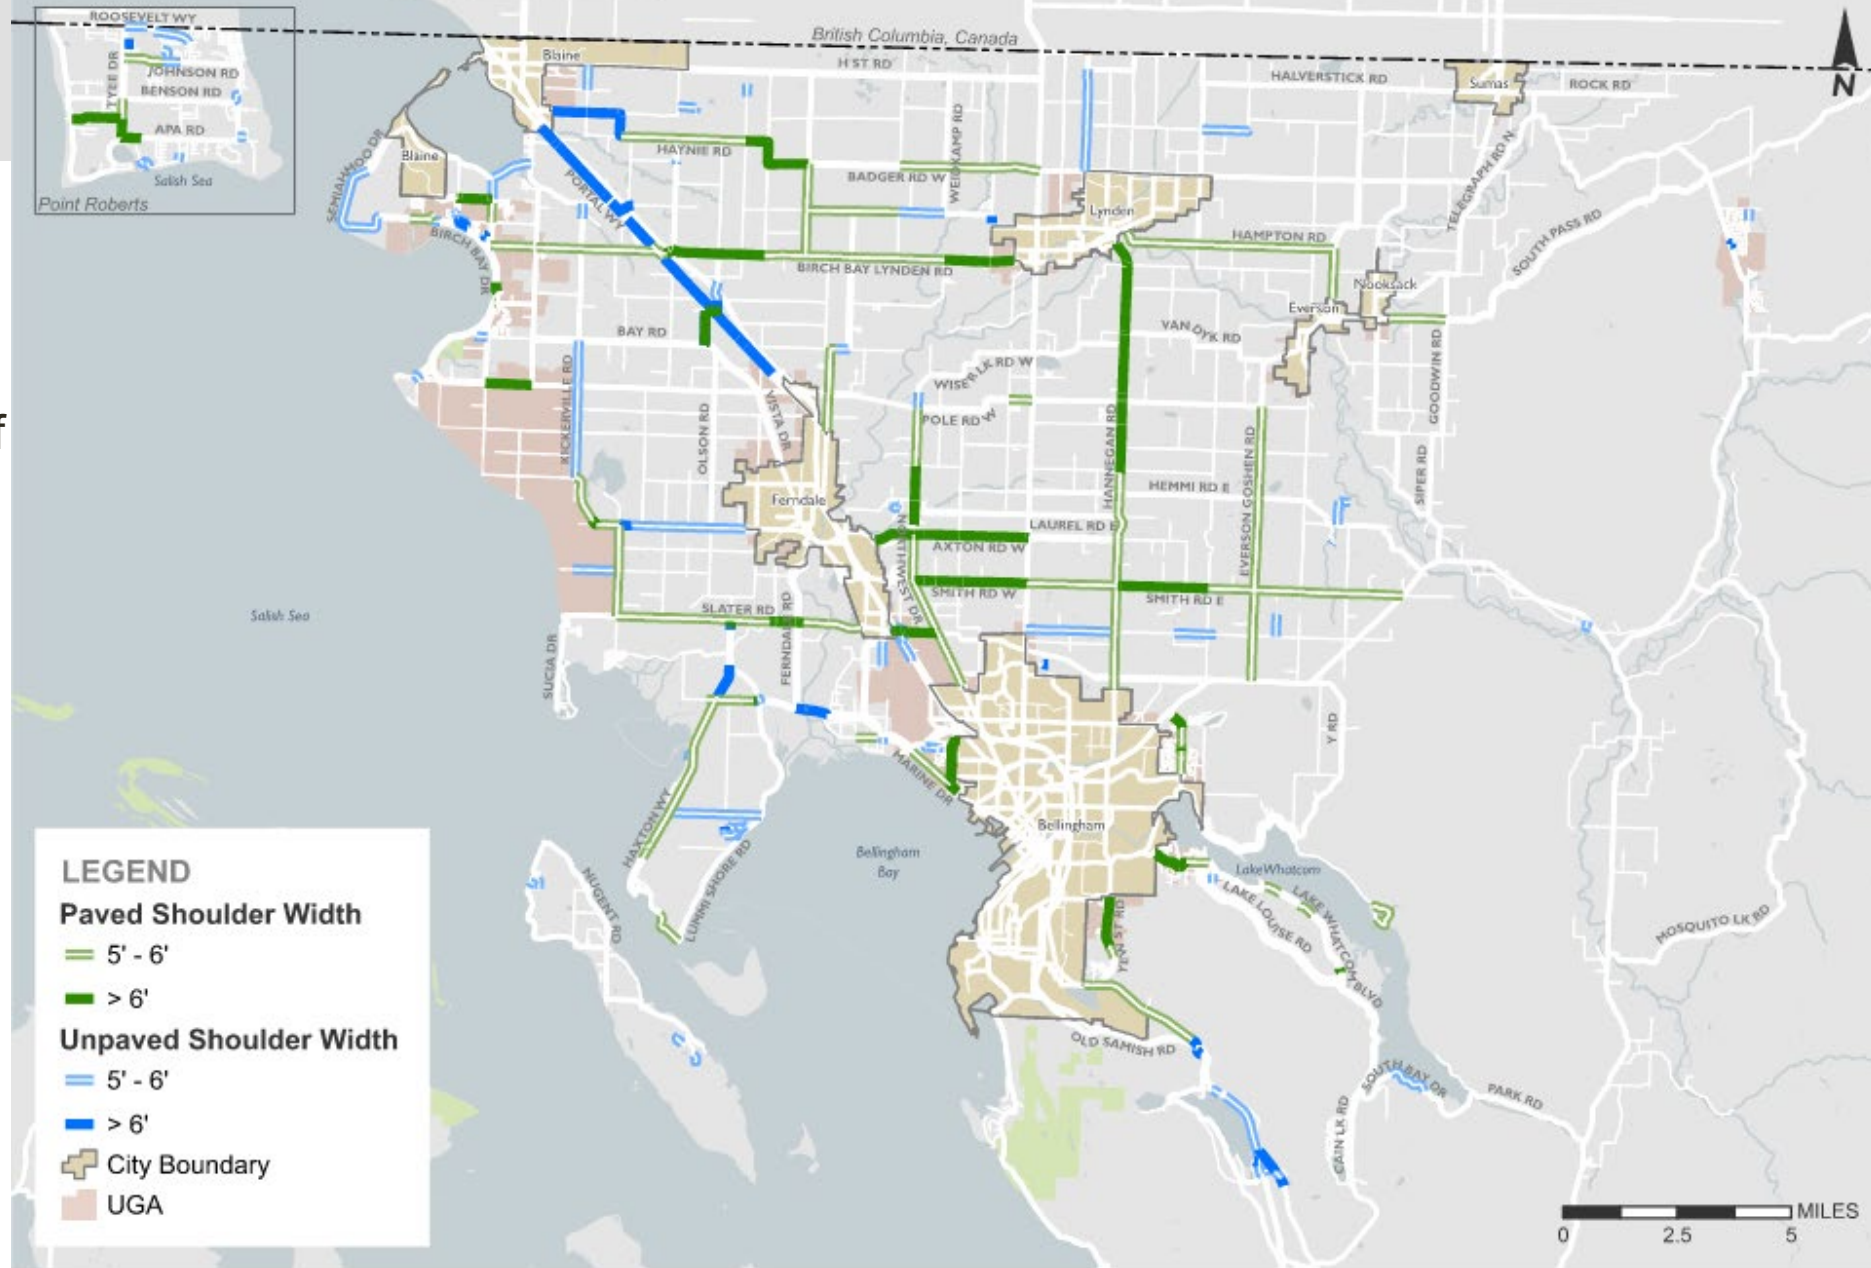 ROOSEVELT WY
TYEE DR
JOHNSON RD
BENSON RD
APA RD
Salish Sea
Point Roberts
British Columbia, Canada
N
Blaine
H ST RD
HALVERSTICK RD
Sumas
ROCK RD
SEMIAHMOO DR
Blaine
HAYNIE RD
WEIDKAMP RD
BADGER RD W
TELEGRAPH RD N
PORTAL WY
Lynden
BIRCH BAY DR
HAMPTON RD
SOUTH PASS RD
BIRCH BAY LYNDEN RD
Nooksack
Everson
BAY RD
VAN DYK RD
WISER LK RD W
GOODWIN RD
KICKERVILLE RD
VISTA DR
OLSON RD
POLE RD W
f
HANNEGAN RD
EVERSON GOSHEN RD
SIPER RD
HEMMI RD E
Ferndale
LAUREL RD E
NORTHWEST DR
AXTON RD W
SMITH RD W
SMITH RD E
SLATER RD
FERNDALE RD
Salish Sea
SUCIA DR
Y RD
MARINE DR
HAXTON WY
Bellingham
Bellingham
Bay
LUMMI SHORE RD
NUGENT RD
Lake Whatcom
LAKE LOUISE RD
LAKE WHATCOM BLVD
YEW ST RD
MOSQUITO LK RD
OLD SAMISH RD
SOUTH BAY DR
PARK RD
CAIN LK RD
LEGEND
Paved Shoulder Width
5' - 6'
> 6'
Unpaved Shoulder Width
5' - 6'
> 6'
City Boundary
UGA
MILES
0 2.5 5